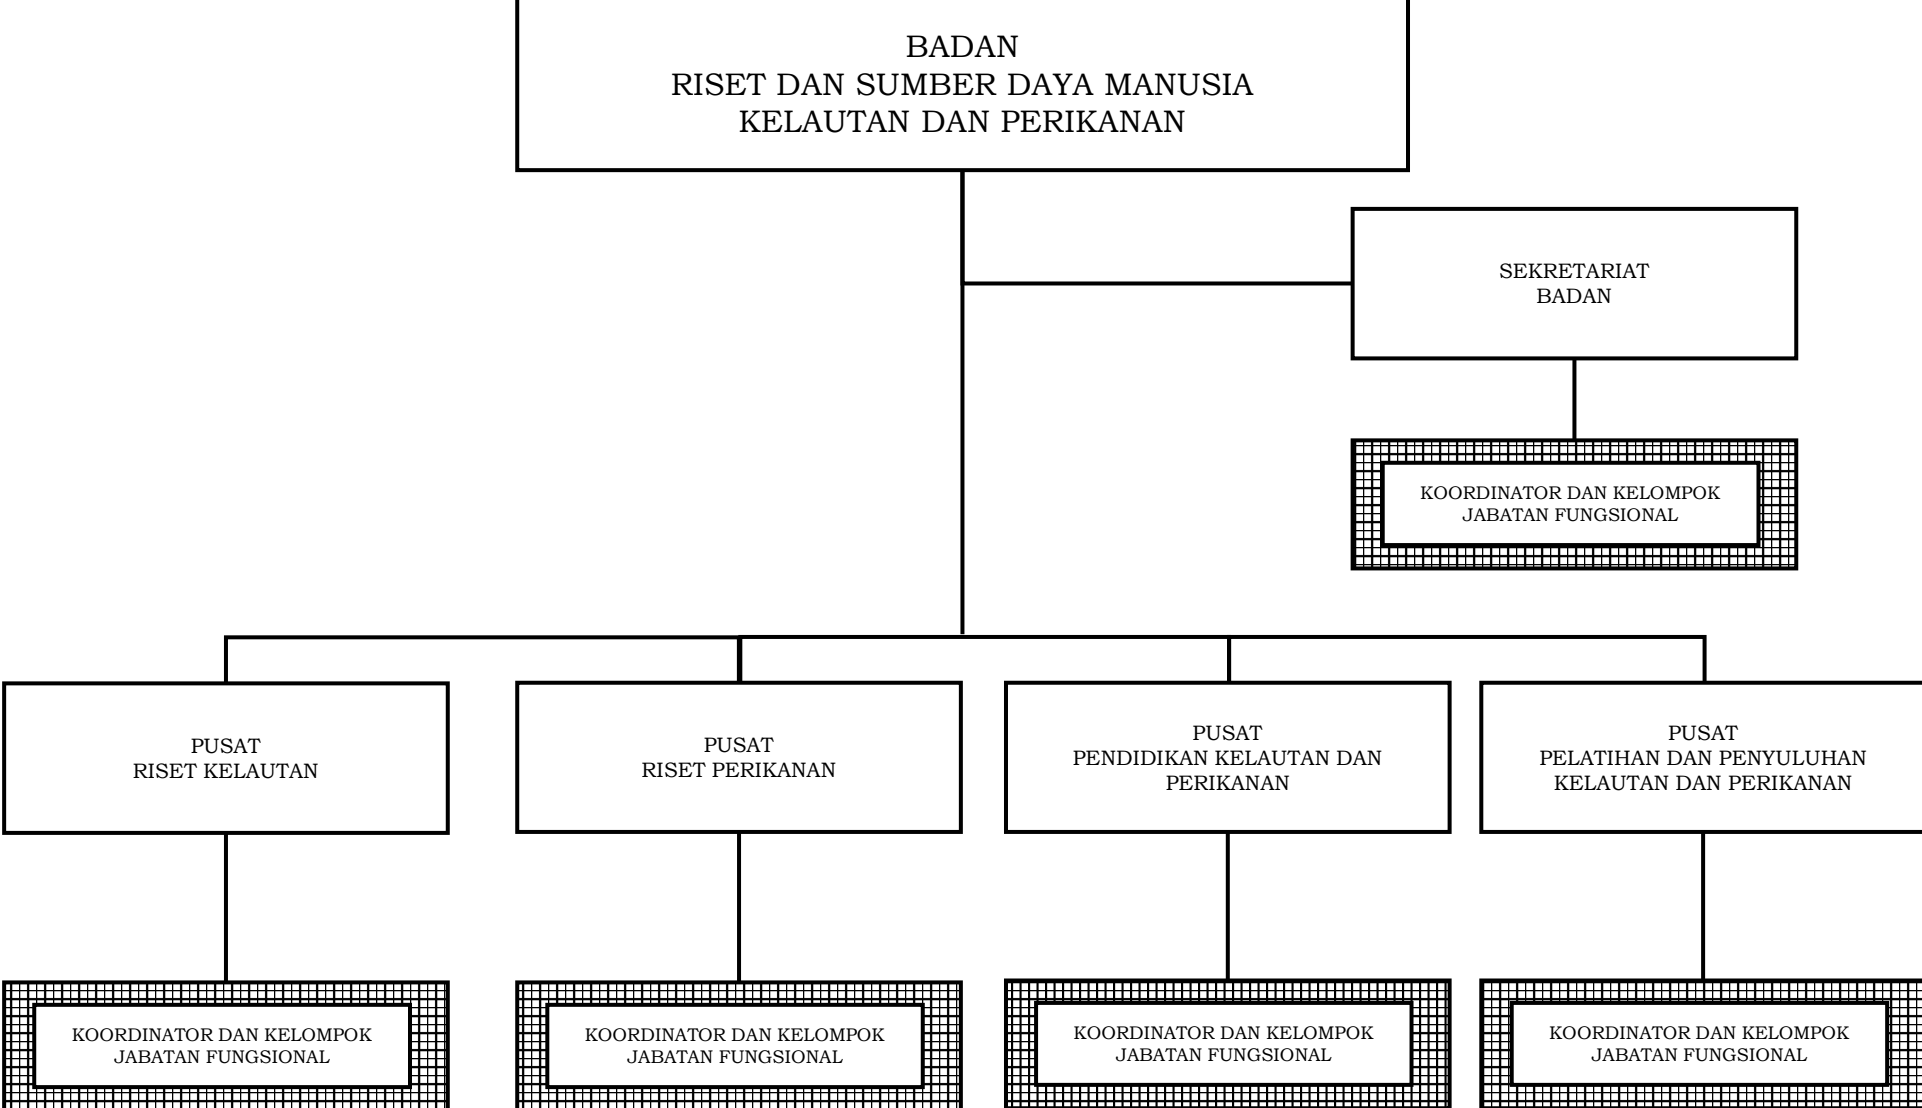 BADAN
RISET DAN SUMBER DAYA MANUSIA
KELAUTAN DAN PERIKANAN
SEKRETARIAT
BADAN
KOORDINATOR DAN KELOMPOK
JABATAN FUNGSIONAL
PUSAT
RISET KELAUTAN
PUSAT
RISET PERIKANAN
PUSAT
PENDIDIKAN KELAUTAN DAN
PERIKANAN
PUSAT
PELATIHAN DAN PENYULUHAN
KELAUTAN DAN PERIKANAN
KOORDINATOR DAN KELOMPOK
JABATAN FUNGSIONAL
KOORDINATOR DAN KELOMPOK
JABATAN FUNGSIONAL
KOORDINATOR DAN KELOMPOK
JABATAN FUNGSIONAL
KOORDINATOR DAN KELOMPOK
JABATAN FUNGSIONAL